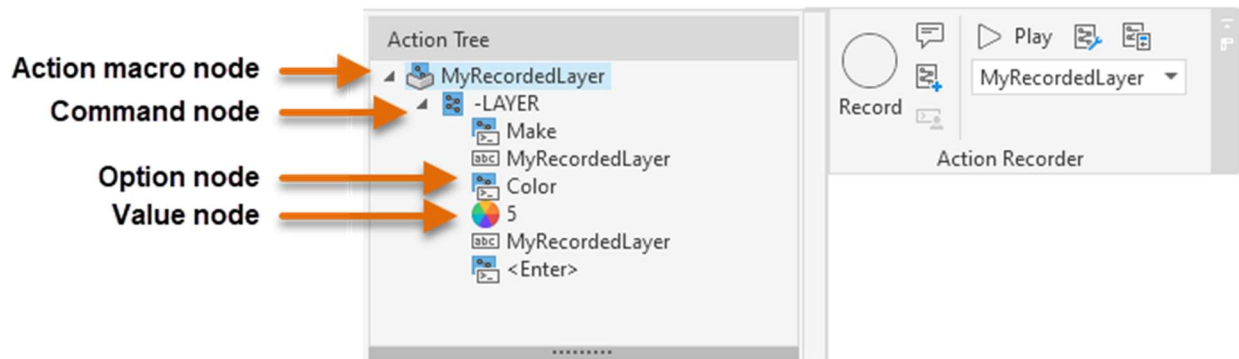 Action macro node
Command node
Option node
Value node
Action Tree
MyRecordedLayer
-LAYER
Make
MyRecordedLayer
Color
5
MyRecordedLayer
<Enter>
Record
Play
MyRecordedLayer
Action Recorder